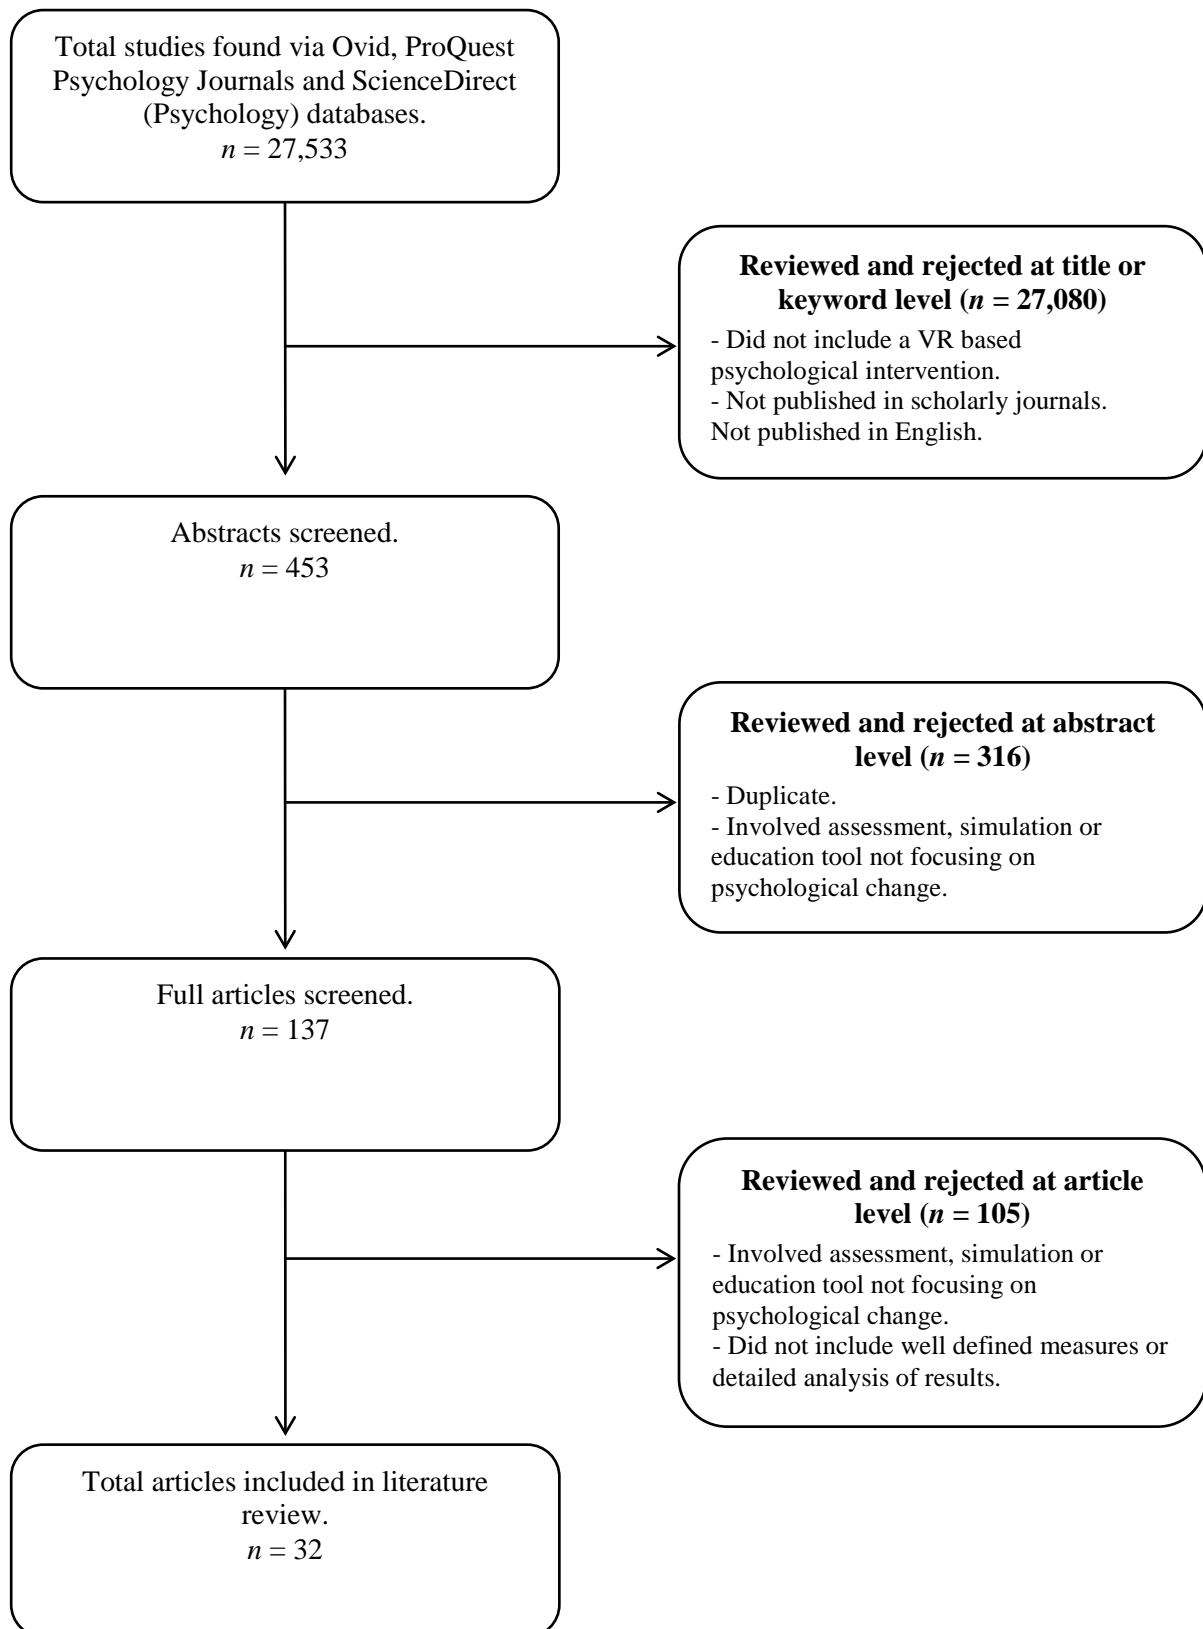 Total studies found via Ovid, ProQuest
Psychology Journals and ScienceDirect
(Psychology) databases.
n = 27,533
Reviewed and rejected at title or
keyword level (n = 27,080)
- Did not include a VR based
psychological intervention.
- Not published in scholarly journals.
Not published in English.
Abstracts screened.
n = 453
Reviewed and rejected at abstract
level (n = 316)
- Duplicate.
- Involved assessment, simulation or
education tool not focusing on
psychological change.
Full articles screened.
n = 137
Reviewed and rejected at article
level (n = 105)
- Involved assessment, simulation or
education tool not focusing on
psychological change.
- Did not include well defined measures or
detailed analysis of results.
Total articles included in literature
review.
n = 32